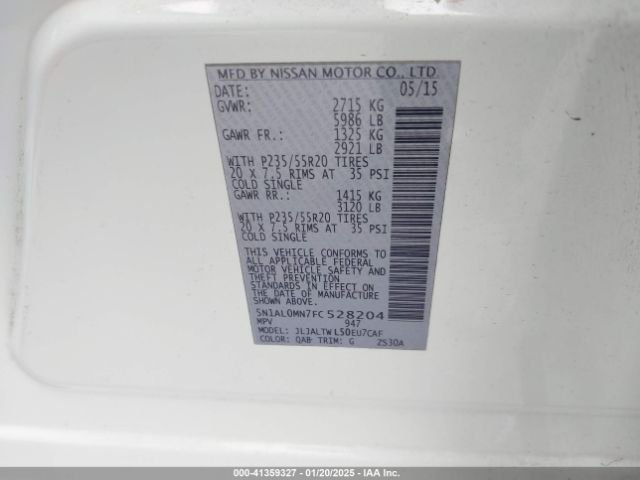 MFD BY NISSAN MOTOR CO., LTD
DATE: 05/15
GVWR: 2715 KG
5986 LB
GAWR FR.: 1325 KG
2921 LB
WITH P235/55R20 TIRES
20 X 7.5 RIMS AT 35 PSI
COLD SINGLE
GAWR RR.: 1415 KG
3120 LB
WITH P235/55R20 TIRES
20 X 7.5 RIMS AT 35 PSI
COLD SINGLE
THIS VEHICLE CONFORMS TO
ALL APPLICABLE FEDERAL
MOTOR VEHICLE SAFETY AND
THEFT PREVENTION
STANDARDS IN EFFECT ON
THE DATE OF MANUFACTURE
SHOWN ABOVE.
5N1AL0MN7FC528204
MPV 947
MODEL: JLJALTWL50EU7CAF
COLOR: QAB TRIM: G ZS30A
000-41359327 - 01/20/2025 - IAA Inc.